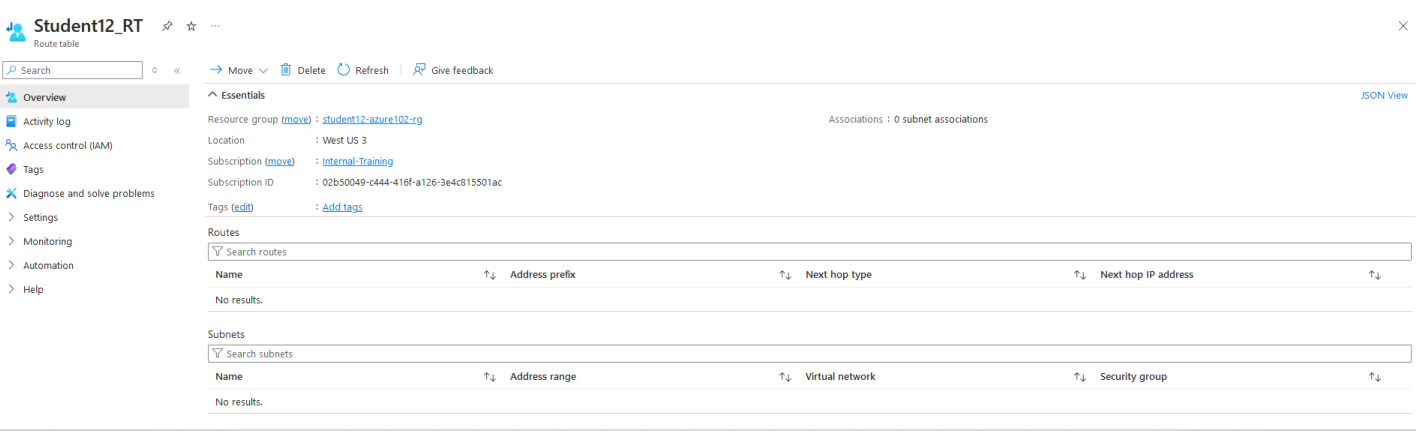 Student12_RT ...
Route table
Search
Overview
Activity log
Access control (IAM)
Tags
Diagnose and solve problems
Settings
Monitoring
Automation
Help
Move Delete Refresh Give feedback
Essentials JSON View
Resource group (move) : student12-azure102-rg Associations : 0 subnet associations
Location : West US 3
Subscription (move) : Internal-Training
Subscription ID : 02b50049-c444-416f-a126-3e4c815501ac
Tags (edit) : Add tags
Routes
Search routes
Name Address prefix Next hop type Next hop IP address
No results.
Subnets
Search subnets
Name Address range Virtual network Security group
No results.